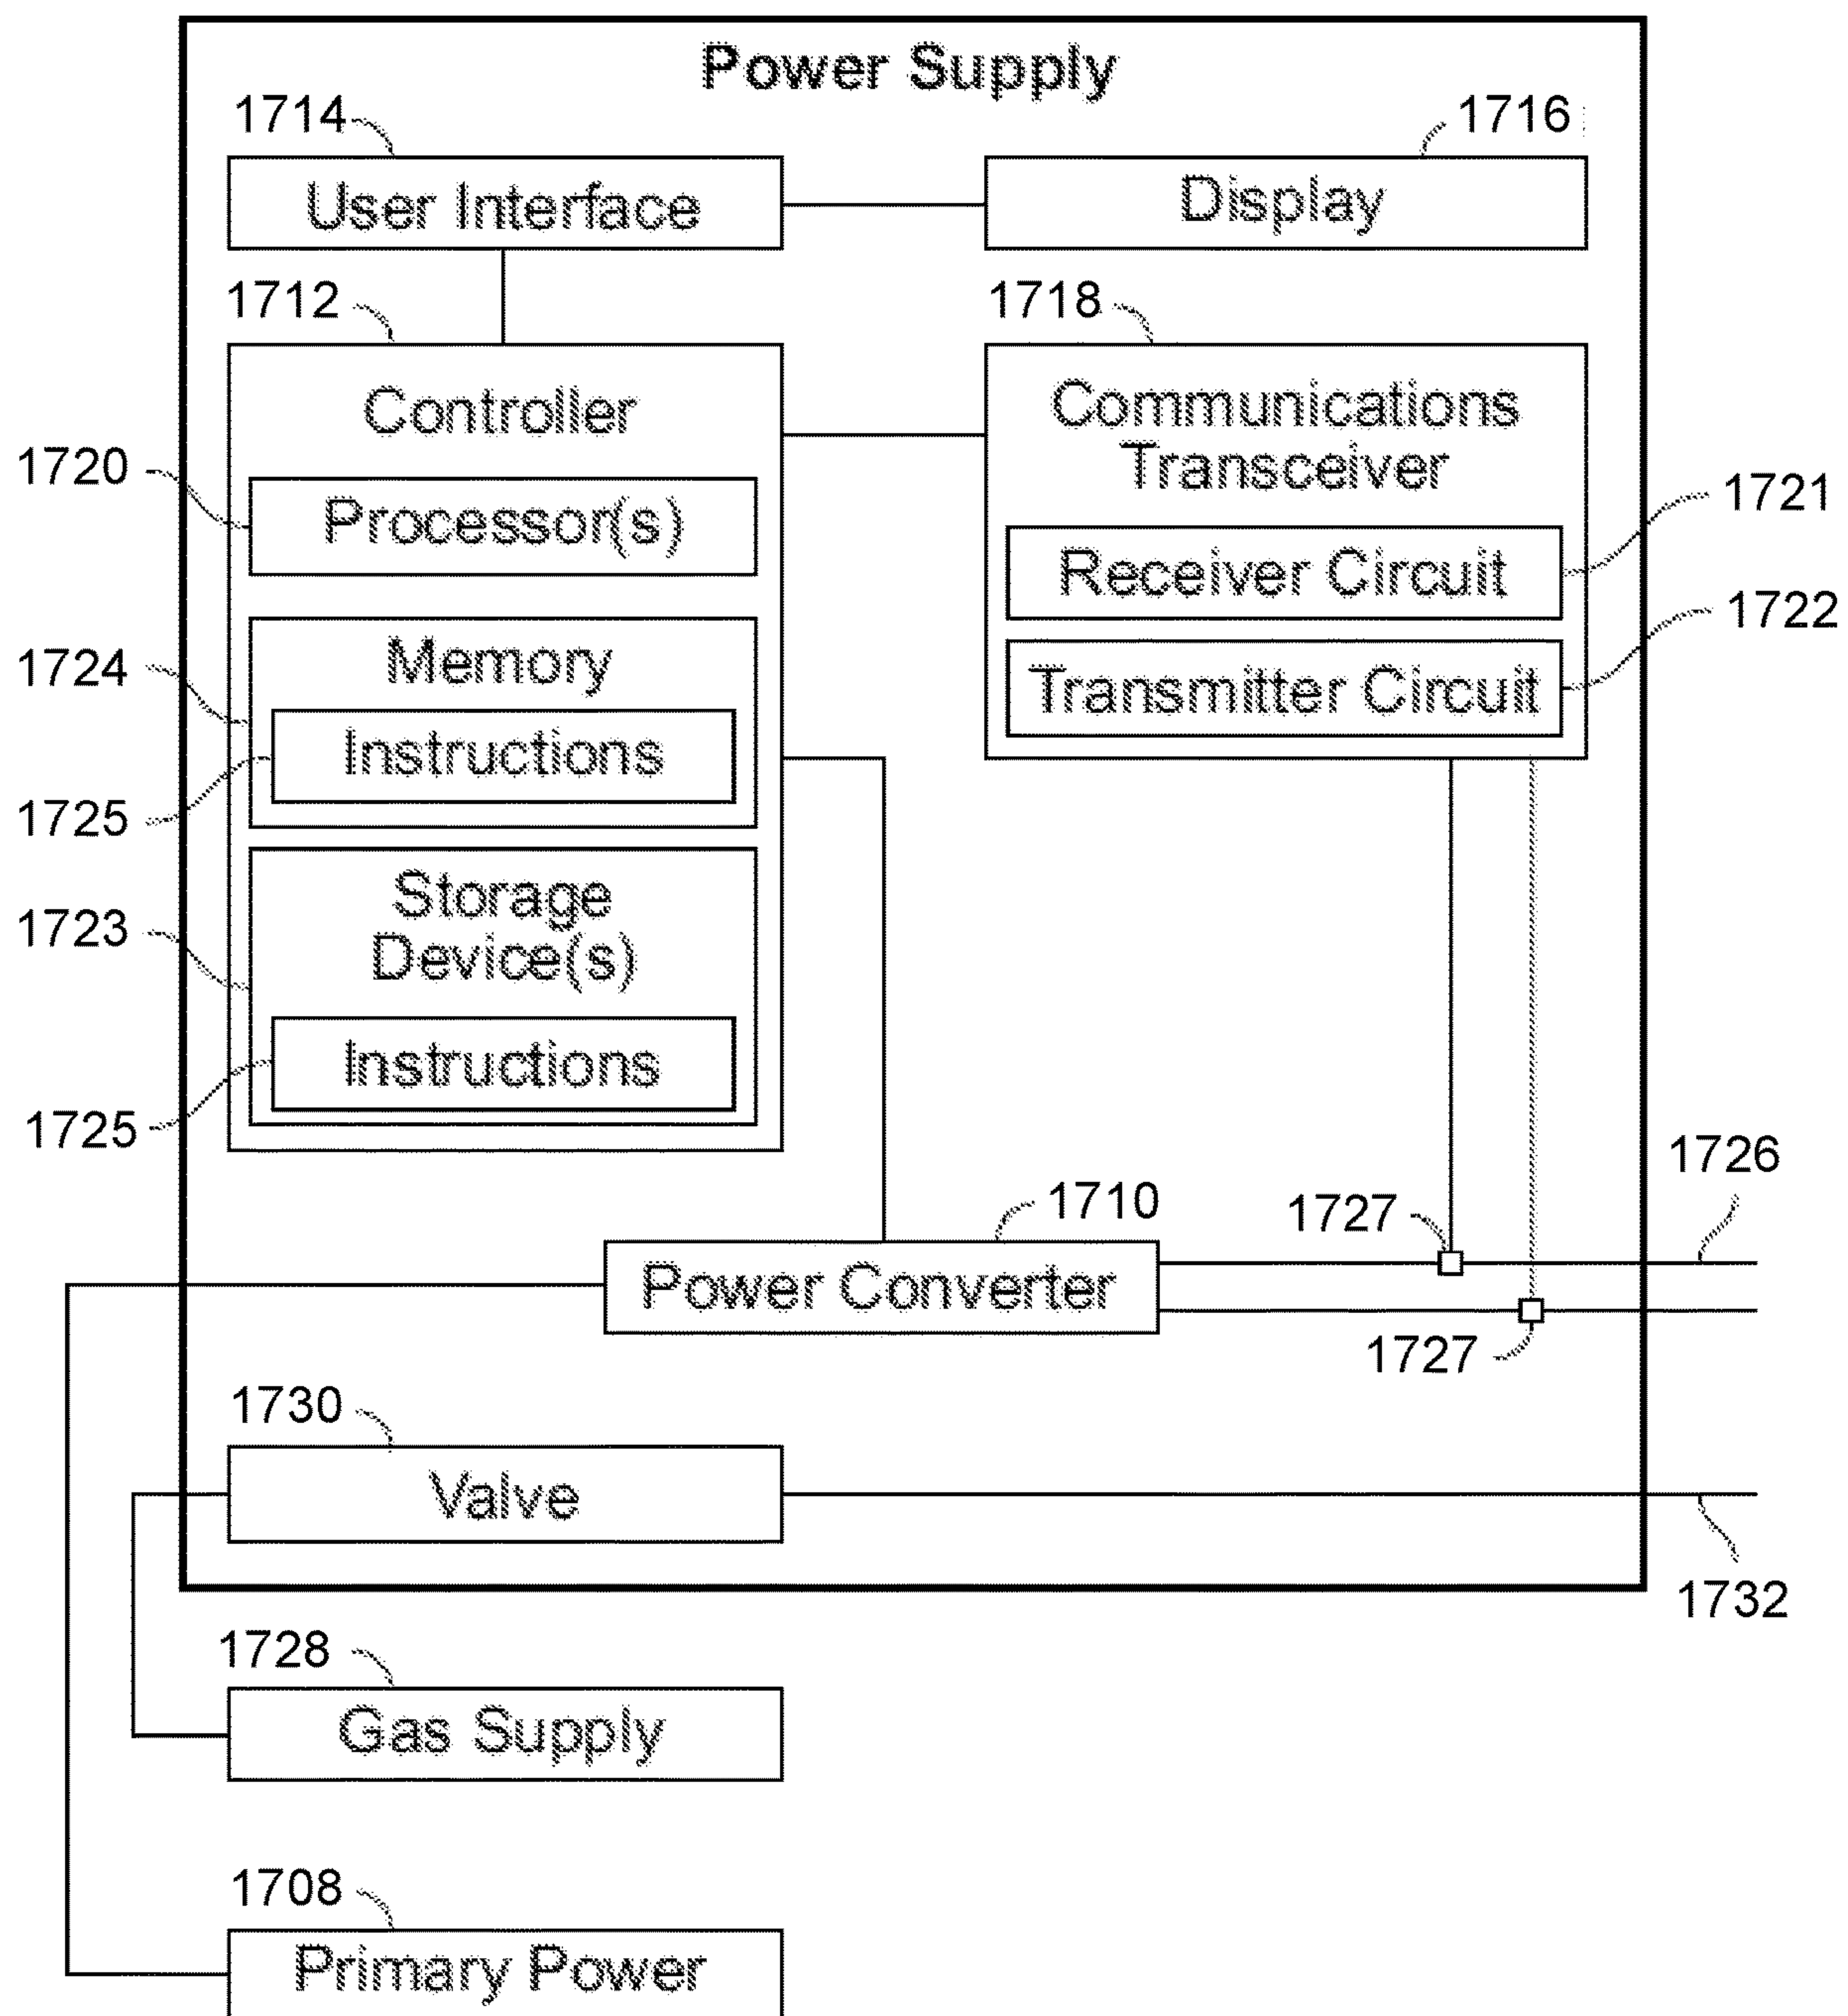 Power Supply
1714
1716
User Interface
Display
1712
1718
Controller
Communications
Transceiver
1720
Processor(s)
1721
Receiver Circuit
1722
1724
Memory
Transmitter Circuit
Instructions
1725
Storage
Device(s)
1723
Instructions
1725
1726
1710
1727
Power Converter
1727
1730
Valve
1732
1728
Gas Supply
1708
Primary Power